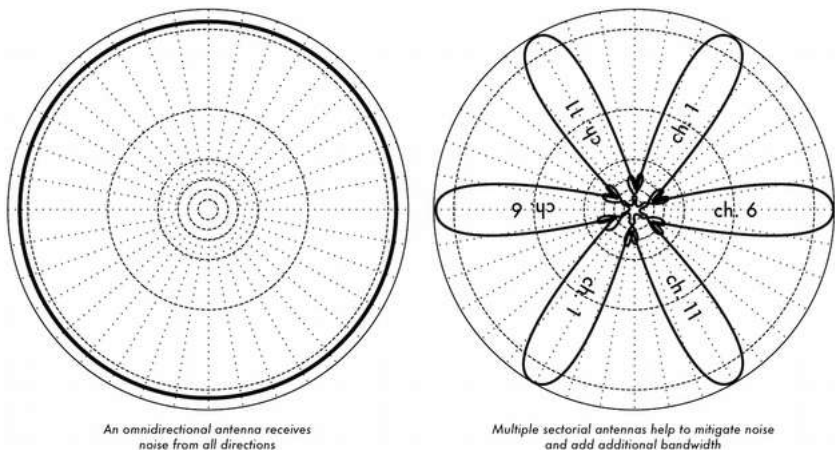 ch. 11
ch. 1
ch. 6
ch. 6
ch. 1
ch. 11
An omnidirectional antenna receives
noise from all directions
Multiple sectorial antennas help to mitigate noise
and add additional bandwidth